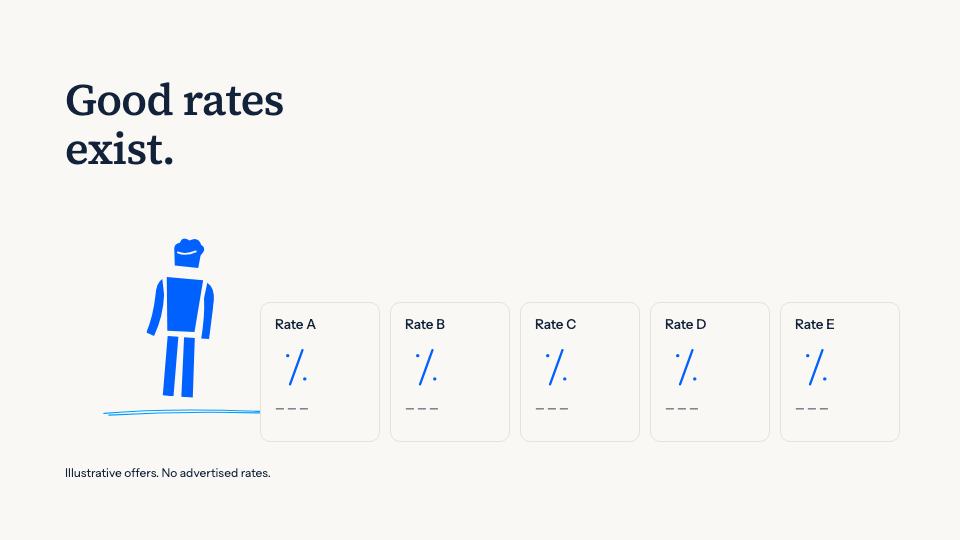 Good rates
exist.
Rate A
Rate B
Rate C
Rate D
Rate E
%
%
%
%
%
– – –
– – –
– – –
– – –
– – –
Illustrative offers. No advertised rates.